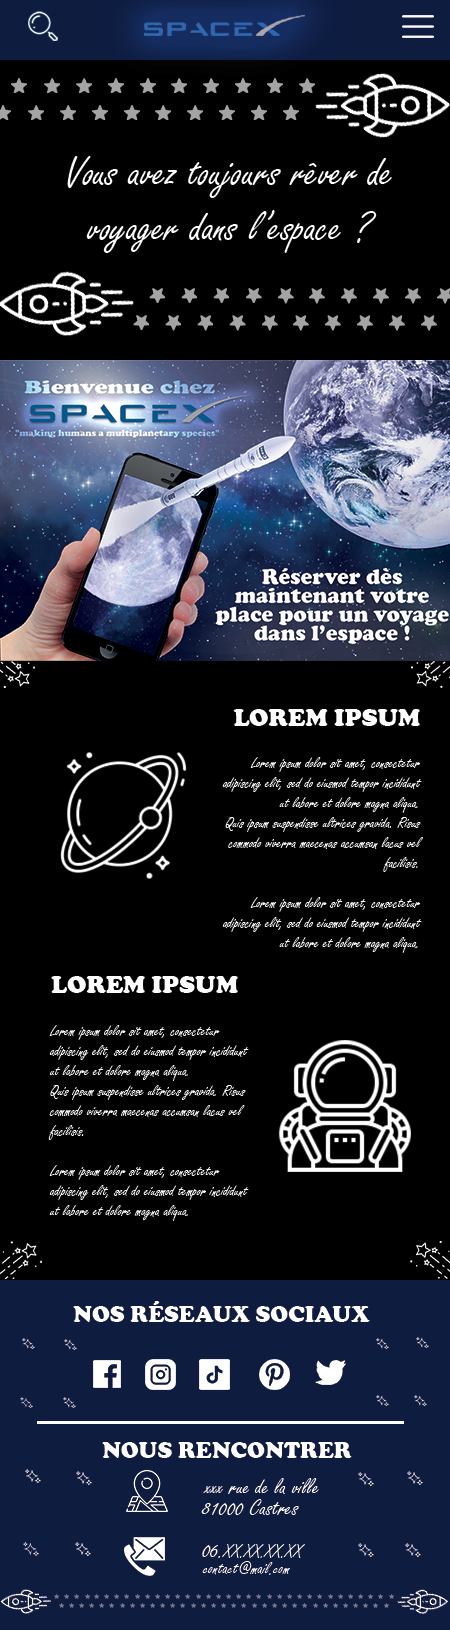 SPACEX
Vous avez toujours rêver de
voyager dans l'espace ?
Bienvenue chez
SPACEX
"making humans a multiplanetary species"
Réserver dès
maintenant votre
place pour un voyage
dans l'espace !
LOREM IPSUM
Lorem ipsum dolor sit amet, consectetur
adipiscing elit, sed do eiusmod tempor incididunt
ut labore et dolore magna aliqua.
Quis ipsum suspendisse ultrices gravida. Risus
commodo viverra maecenas accumsan lacus vel
facilisis.
Lorem ipsum dolor sit amet, consectetur
adipiscing elit, sed do eiusmod tempor incididunt
ut labore et dolore magna aliqua.
LOREM IPSUM
Lorem ipsum dolor sit amet, consectetur
adipiscing elit, sed do eiusmod tempor incididunt
ut labore et dolore magna aliqua.
Quis ipsum suspendisse ultrices gravida. Risus
commodo viverra maecenas accumsan lacus vel
facilisis.
Lorem ipsum dolor sit amet, consectetur
adipiscing elit, sed do eiusmod tempor incididunt
ut labore et dolore magna aliqua.
NOS RÉSEAUX SOCIAUX
NOUS RENCONTRER
xxx rue de la ville
81000 Castres
06.XX.XX.XX.XX
contact@mail.com